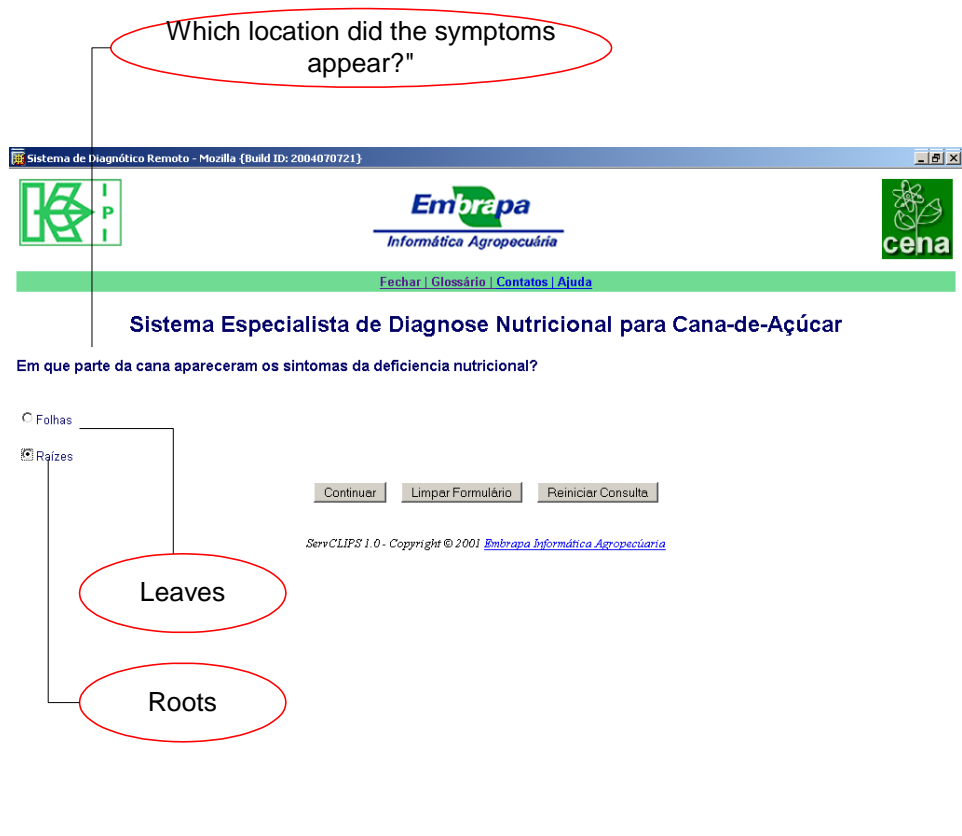 Which location did the symptoms
appear?"
Sistema de Diagnótico Remoto - Mozilla {Build ID: 2004070721}
I
P
I
Embrapa
Informática Agropecuária
cena
Fechar | Glossário | Contatos | Ajuda
Sistema Especialista de Diagnose Nutricional para Cana-de-Açúcar
Em que parte da cana apareceram os sintomas da deficiencia nutricional?
Folhas
Raízes
Continuar Limpar Formulário Reiniciar Consulta
ServCLIPS 1.0 - Copyright © 2001 Embrapa Informática Agropecúaria
Leaves
Roots